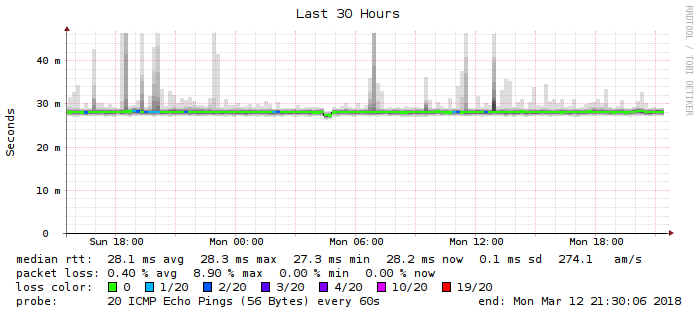 Last 30 Hours
RRDTOOL / TOBI OETIKER
Seconds
40 m
30 m
20 m
10 m
0
Sun 18:00 Mon 00:00 Mon 06:00 Mon 12:00 Mon 18:00
median rtt: 28.1 ms avg 28.3 ms max 27.3 ms min 28.2 ms now 0.1 ms sd 274.1 am/s
packet loss: 0.40 % avg 8.90 % max 0.00 % min 0.00 % now
loss color: 0 1/20 2/20 3/20 4/20 10/20 19/20
probe: 20 ICMP Echo Pings (56 Bytes) every 60s end: Mon Mar 12 21:30:06 2018